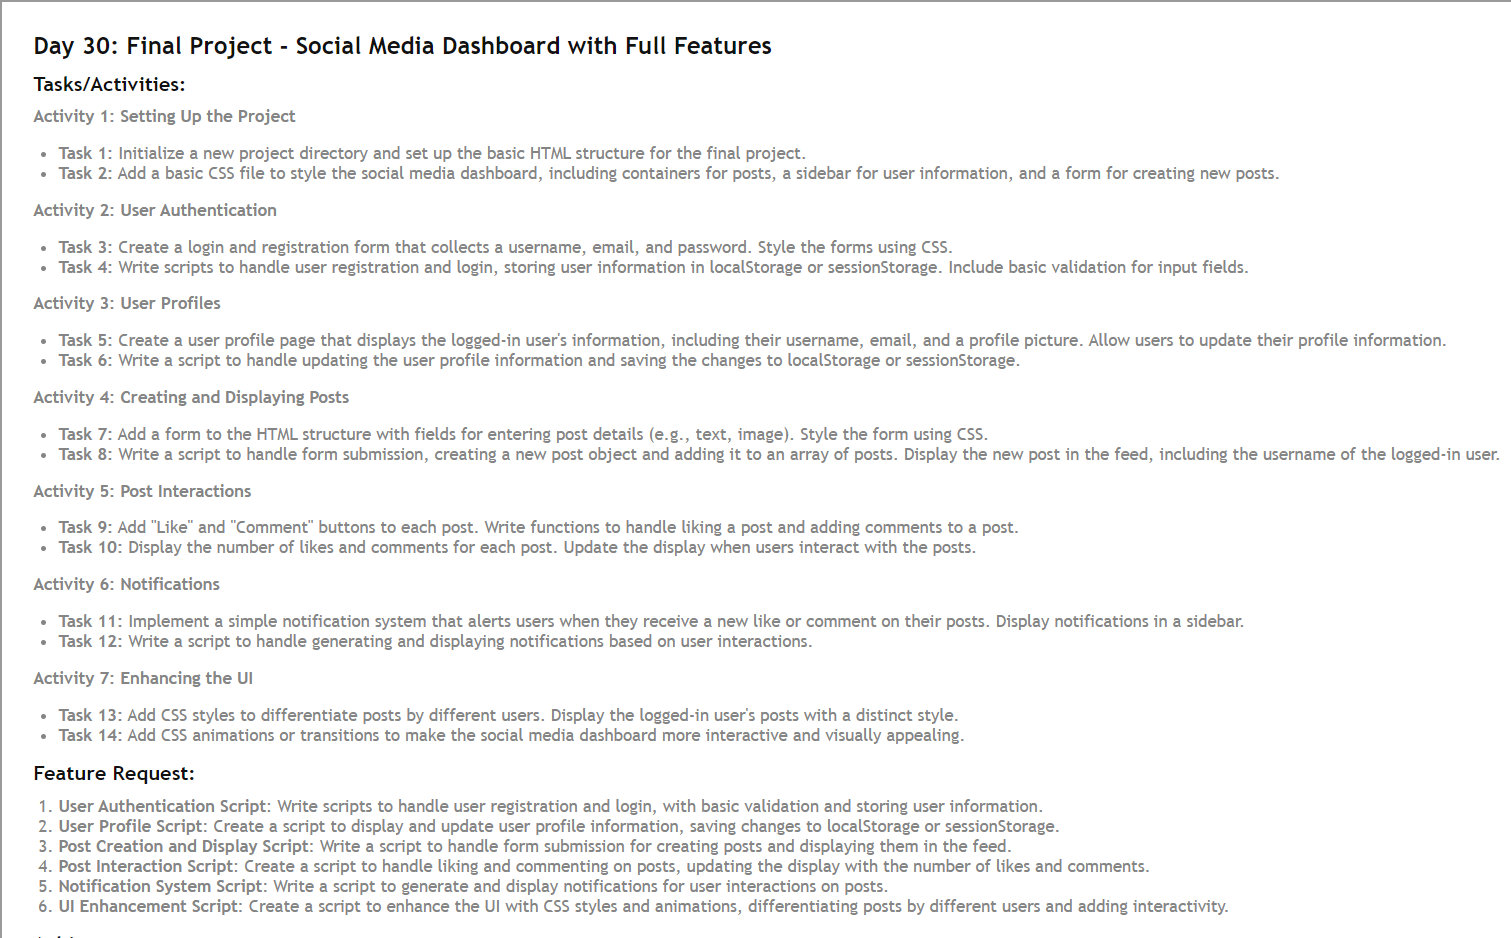 Day 30: Final Project - Social Media Dashboard with Full Features
Tasks/Activities:
Activity 1: Setting Up the Project
• Task 1: Initialize a new project directory and set up the basic HTML structure for the final project.
• Task 2: Add a basic CSS file to style the social media dashboard, including containers for posts, a sidebar for user information, and a form for creating new posts.
Activity 2: User Authentication
• Task 3: Create a login and registration form that collects a username, email, and password. Style the forms using CSS.
• Task 4: Write scripts to handle user registration and login, storing user information in localStorage or sessionStorage. Include basic validation for input fields.
Activity 3: User Profiles
• Task 5: Create a user profile page that displays the logged-in user's information, including their username, email, and a profile picture. Allow users to update their profile information.
• Task 6: Write a script to handle updating the user profile information and saving the changes to localStorage or sessionStorage.
Activity 4: Creating and Displaying Posts
• Task 7: Add a form to the HTML structure with fields for entering post details (e.g., text, image). Style the form using CSS.
• Task 8: Write a script to handle form submission, creating a new post object and adding it to an array of posts. Display the new post in the feed, including the username of the logged-in user.
Activity 5: Post Interactions
• Task 9: Add "Like" and "Comment" buttons to each post. Write functions to handle liking a post and adding comments to a post.
• Task 10: Display the number of likes and comments for each post. Update the display when users interact with the posts.
Activity 6: Notifications
• Task 11: Implement a simple notification system that alerts users when they receive a new like or comment on their posts. Display notifications in a sidebar.
• Task 12: Write a script to handle generating and displaying notifications based on user interactions.
Activity 7: Enhancing the UI
• Task 13: Add CSS styles to differentiate posts by different users. Display the logged-in user's posts with a distinct style.
• Task 14: Add CSS animations or transitions to make the social media dashboard more interactive and visually appealing.
Feature Request:
1. User Authentication Script: Write scripts to handle user registration and login, with basic validation and storing user information.
2. User Profile Script: Create a script to display and update user profile information, saving changes to localStorage or sessionStorage.
3. Post Creation and Display Script: Write a script to handle form submission for creating posts and displaying them in the feed.
4. Post Interaction Script: Create a script to handle liking and commenting on posts, updating the display with the number of likes and comments.
5. Notification System Script: Write a script to generate and display notifications for user interactions on posts.
6. UI Enhancement Script: Create a script to enhance the UI with CSS styles and animations, differentiating posts by different users and adding interactivity.